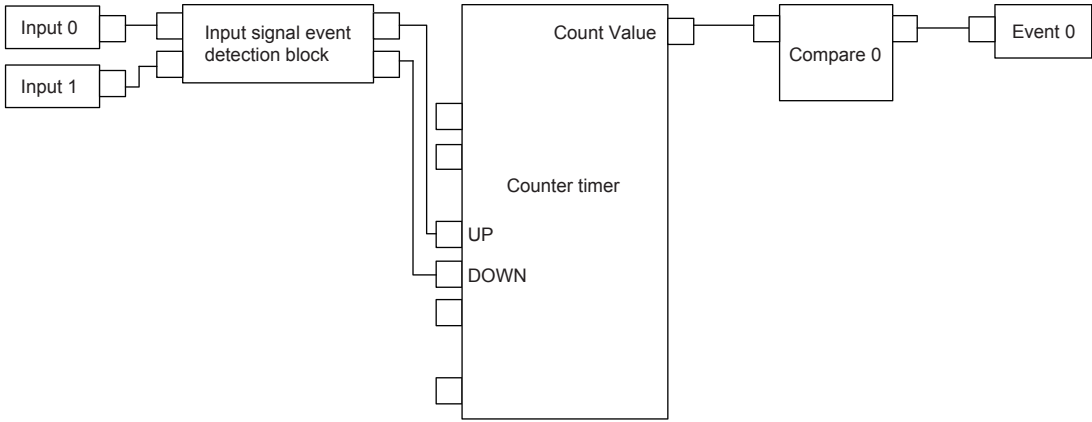 Input 0
Input 1
Input signal event
detection block
Count Value
Counter timer
UP
DOWN
Compare 0
Event 0